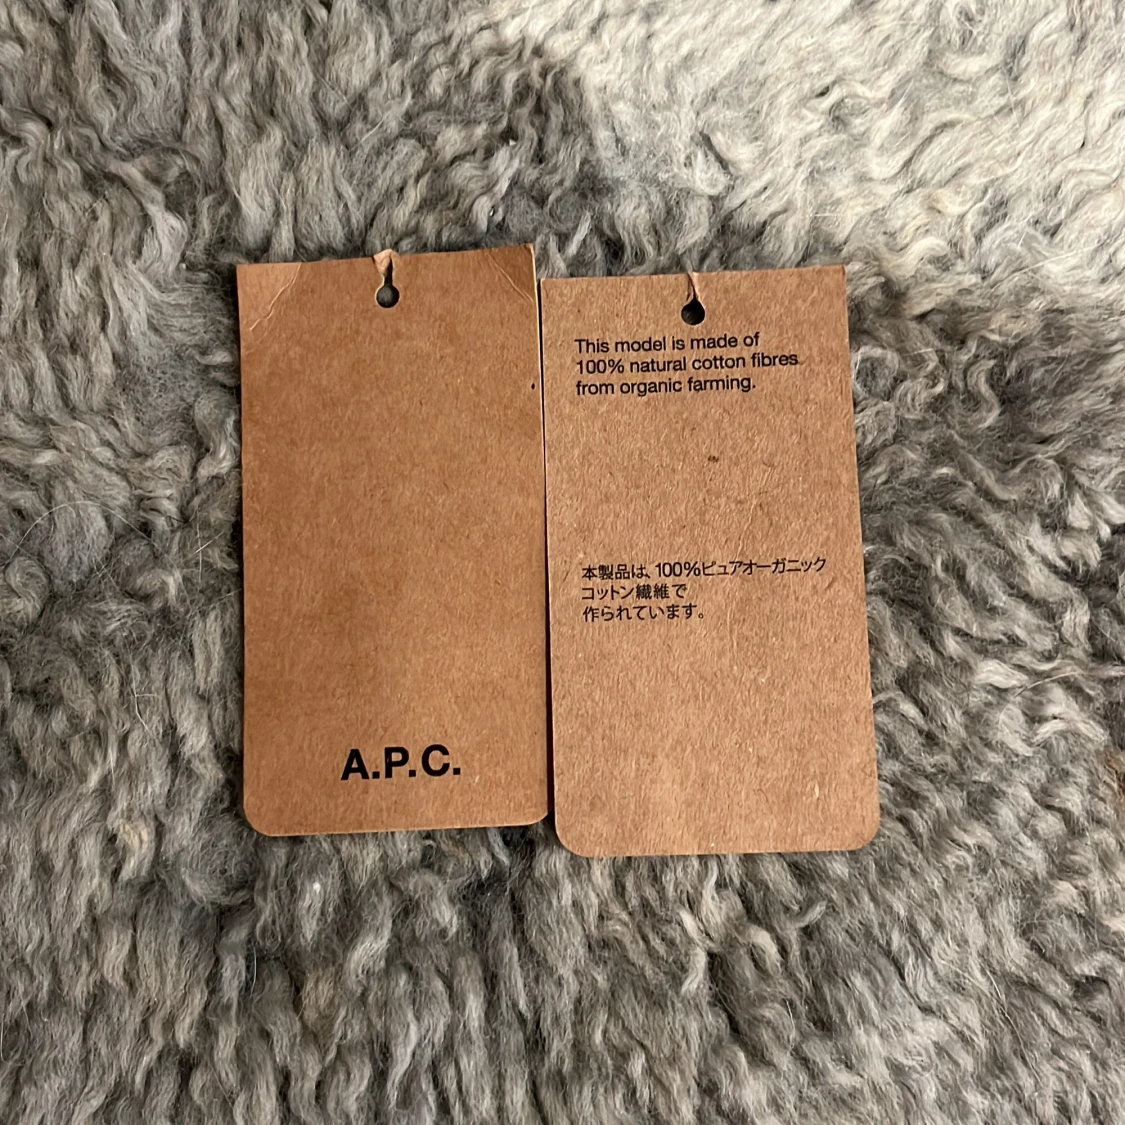 A.P.C.
This model is made of
100% natural cotton fibres
from organic farming.
本製品は、100%ピュアオーガニック
コットン繊維で
作られています。